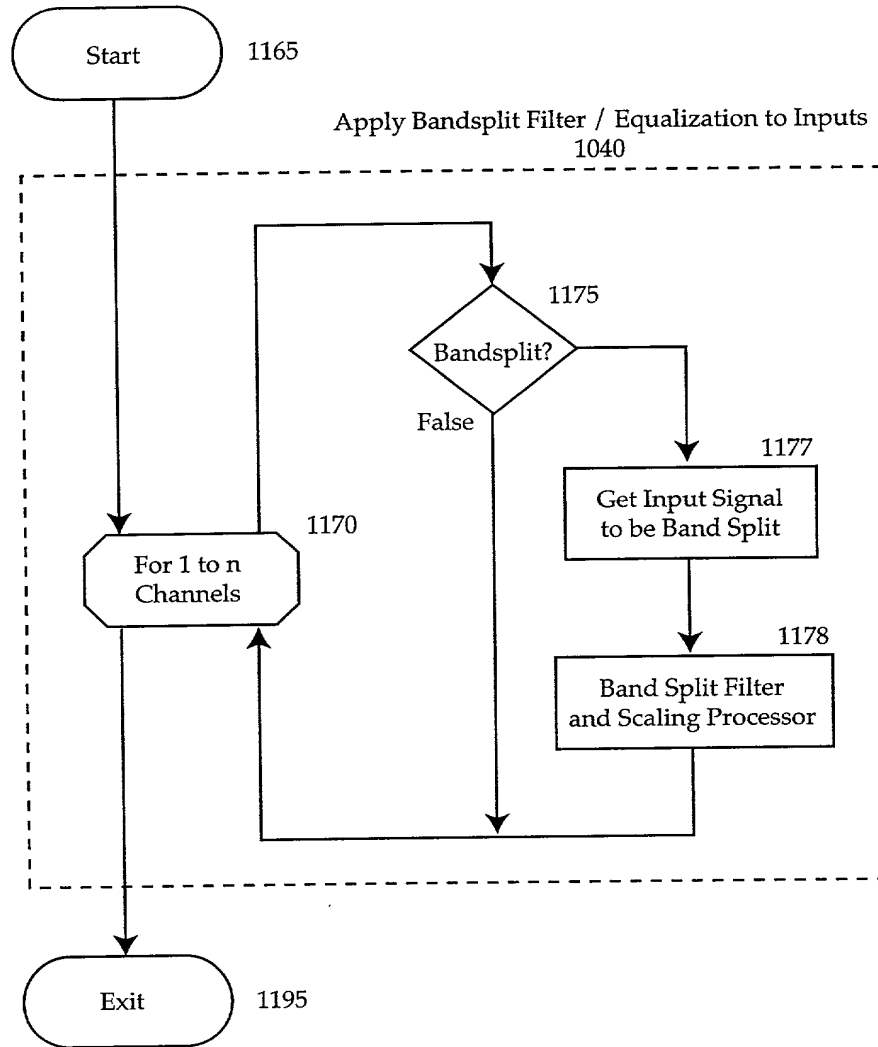 Start
1165
Apply Bandsplit Filter / Equalization to Inputs
1040
1175
Bandsplit?
False
1177
Get Input Signal
to be Band Split
1170
For 1 to n
Channels
1178
Band Split Filter
and Scaling Processor
Exit
1195